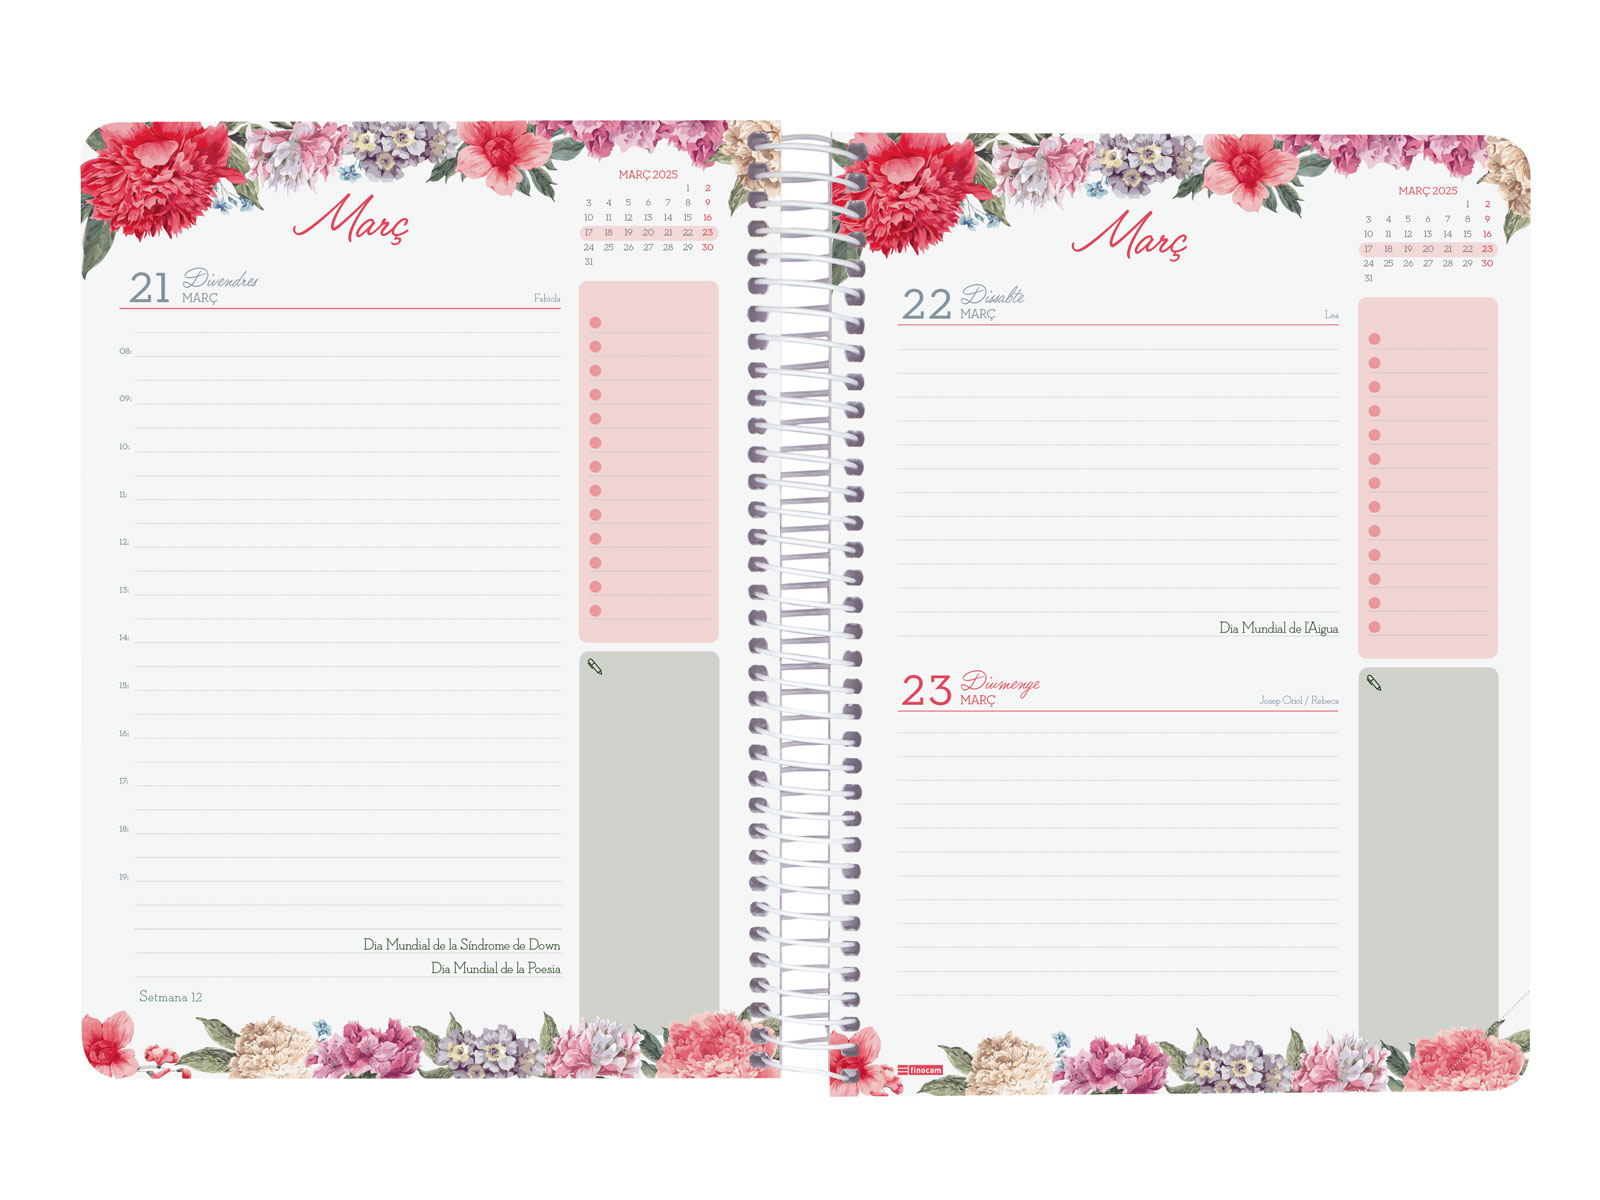 Març
MARÇ 2025
1 2
3 4 5 6 7 8 9
10 11 12 13 14 15 16
17 18 19 20 21 22 23
24 25 26 27 28 29 30
31
21 Divendres
MARÇ
Fabiola
08:
09:
10:
11:
12:
13:
14:
15:
16:
17:
18:
19:
Dia Mundial de la Síndrome de Down
Dia Mundial de la Poesia
Setmana 12
Març
MARÇ 2025
1 2
3 4 5 6 7 8 9
10 11 12 13 14 15 16
17 18 19 20 21 22 23
24 25 26 27 28 29 30
31
22 Dissabte
MARÇ
Lea
Dia Mundial de l'Aigua
23 Diumenge
MARÇ
Josep Oriol / Rebeca
finocam